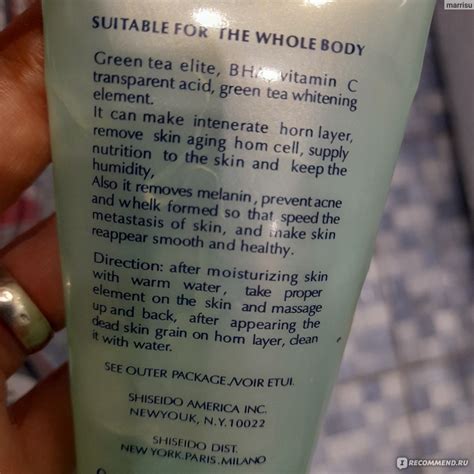 marrisu
SUITABLE FOR THE WHOLE BODY
Green tea elite, BHA, vitamin C
transparent acid, green tea whitening
element.
It can make intenerate horn layer,
remove skin aging hom cell, supply
nutrition to the skin and keep the
humidity,
Also it removes melanin, prevent acne
and whelk formed so that speed the
metastasis of skin, and make skin
reappear smooth and healthy.
Direction: after moisturizing skin
with warm water, take proper
element on the skin and massage
up and back, after appearing the
dead skin grain on horn layer, clean
it with water.
SEE OUTER PACKAGE./VOIR ETUI.
SHISEIDO AMERICA INC.
NEWYOUK, N.Y.10022
SHISEIDO DIST.
NEW YORK.PARIS.MILANO
IRECOMMEND.RU